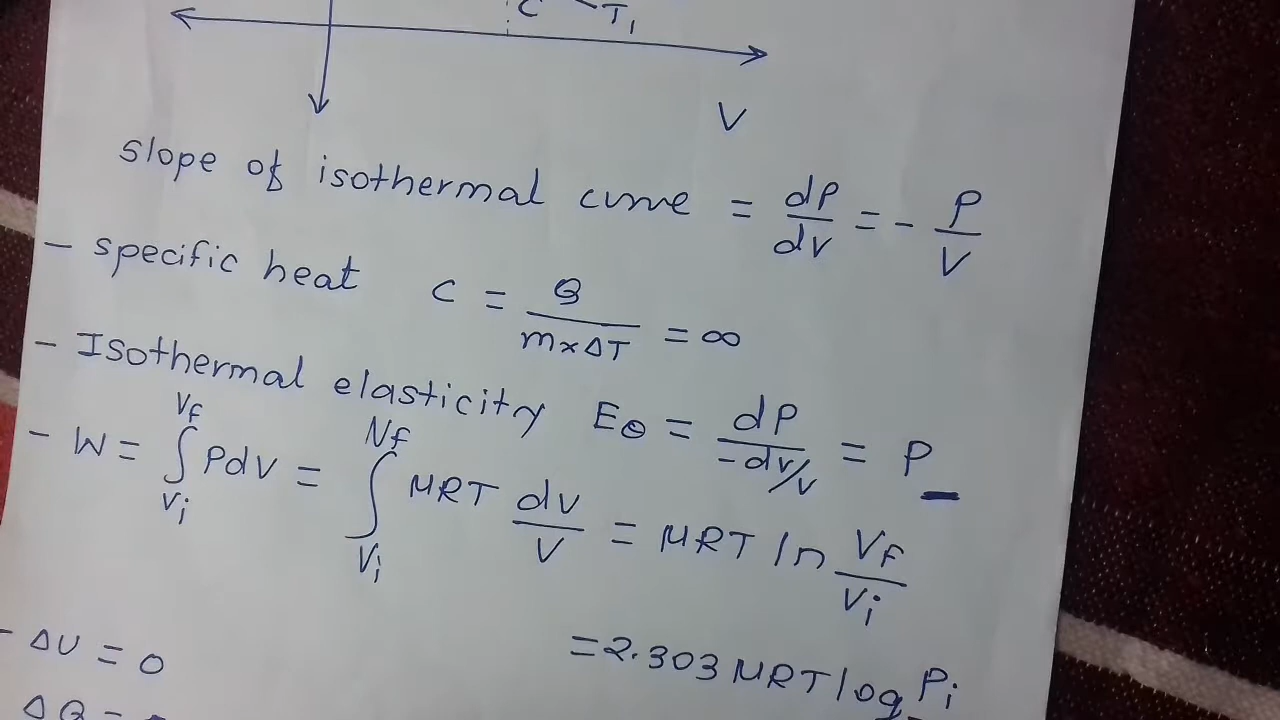 C T1
V
slope of isothermal curve = dP/dV = - P/V
- specific heat C = Q/m×ΔT = ∞
- Isothermal elasticity Eθ = dP/-dv/v = P
- W = ∫Vi^Vf PdV = ∫Vi^Vf μRT dv/V = μRT ln Vf/Vi
- ΔU = 0
= 2.303 μRT log Pi
ΔQ =